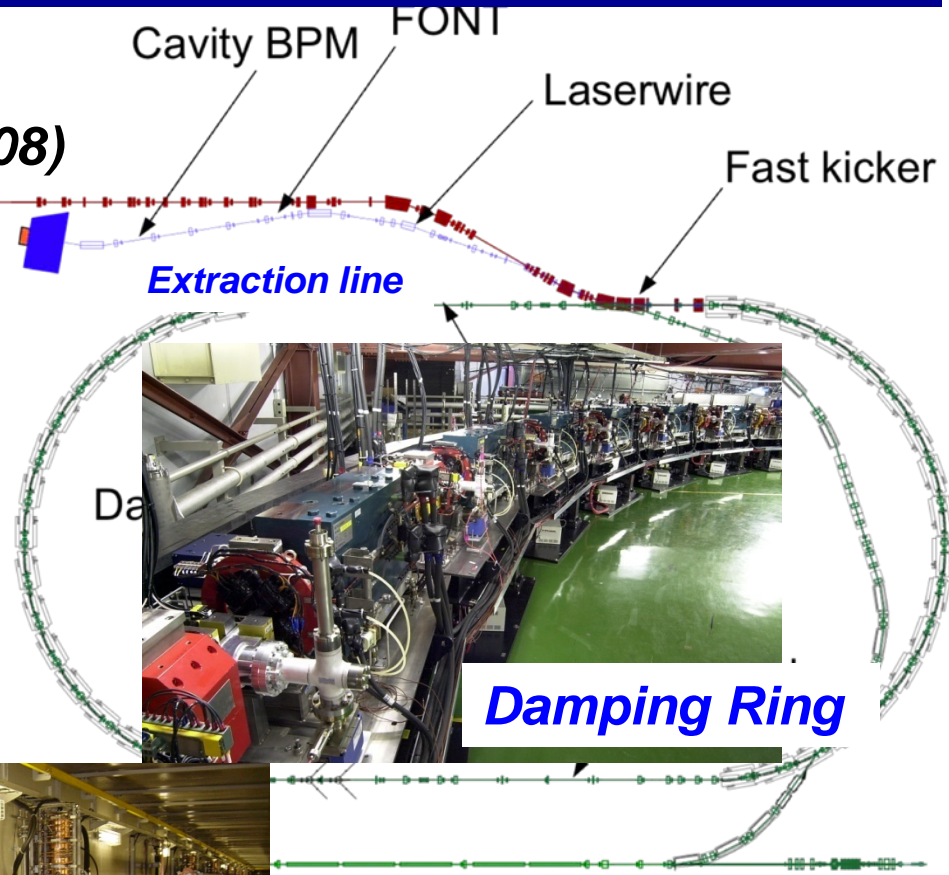 FONT
Cavity BPM
Laserwire
08)
Fast kicker
Extraction line
Da
Damping Ring